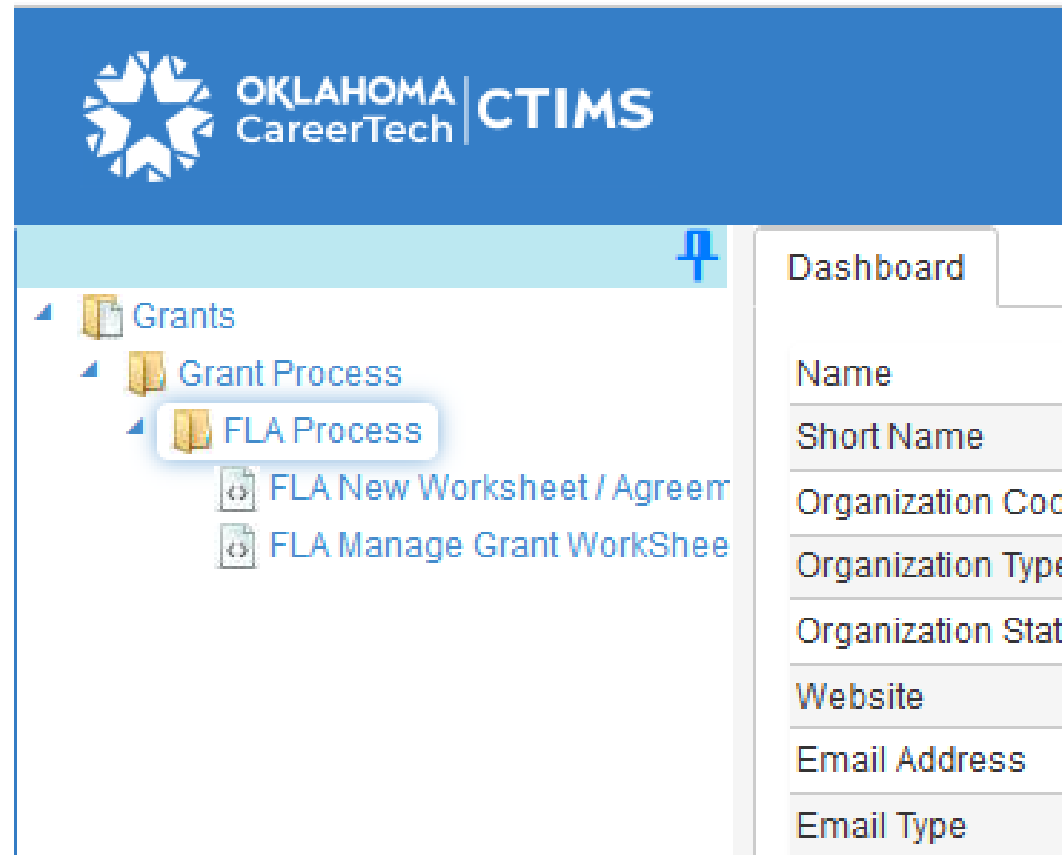 OKLAHOMA
CareerTech
CTIMS
Grants
Grant Process
FLA Process
FLA New Worksheet / Agreem
FLA Manage Grant WorkShee
Dashboard
Name
Short Name
Organization Cod
Organization Type
Organization Stat
Website
Email Address
Email Type